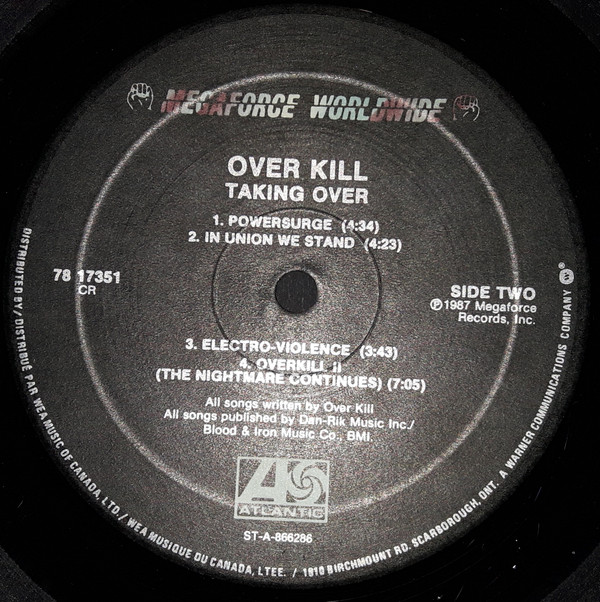 MEGAFORCE WORLDWIDE
OVER KILL
TAKING OVER
1. POWERSURGE (4:34)
2. IN UNION WE STAND (4:23)
78 17351
CR
SIDE TWO
Ⓟ1987 Megaforce
Records, Inc.
3. ELECTRO-VIOLENCE (3:43)
4. OVERKILL II
(THE NIGHTMARE CONTINUES) (7:05)
All songs written by Over Kill
All songs published by Dan-Rik Music Inc./
Blood & Iron Music Co., BMI.
ATLANTIC
ST-A-866286
DISTRIBUTED BY / DISTRIBUÉ PAR WEA MUSIC OF CANADA, LTD. / WEA MUSIQUE DU CANADA, LTEE. / 1810 BIRCHMOUNT RD. SCARBOROUGH, ONT. A WARNER COMMUNICATIONS COMPANY ⓦ®